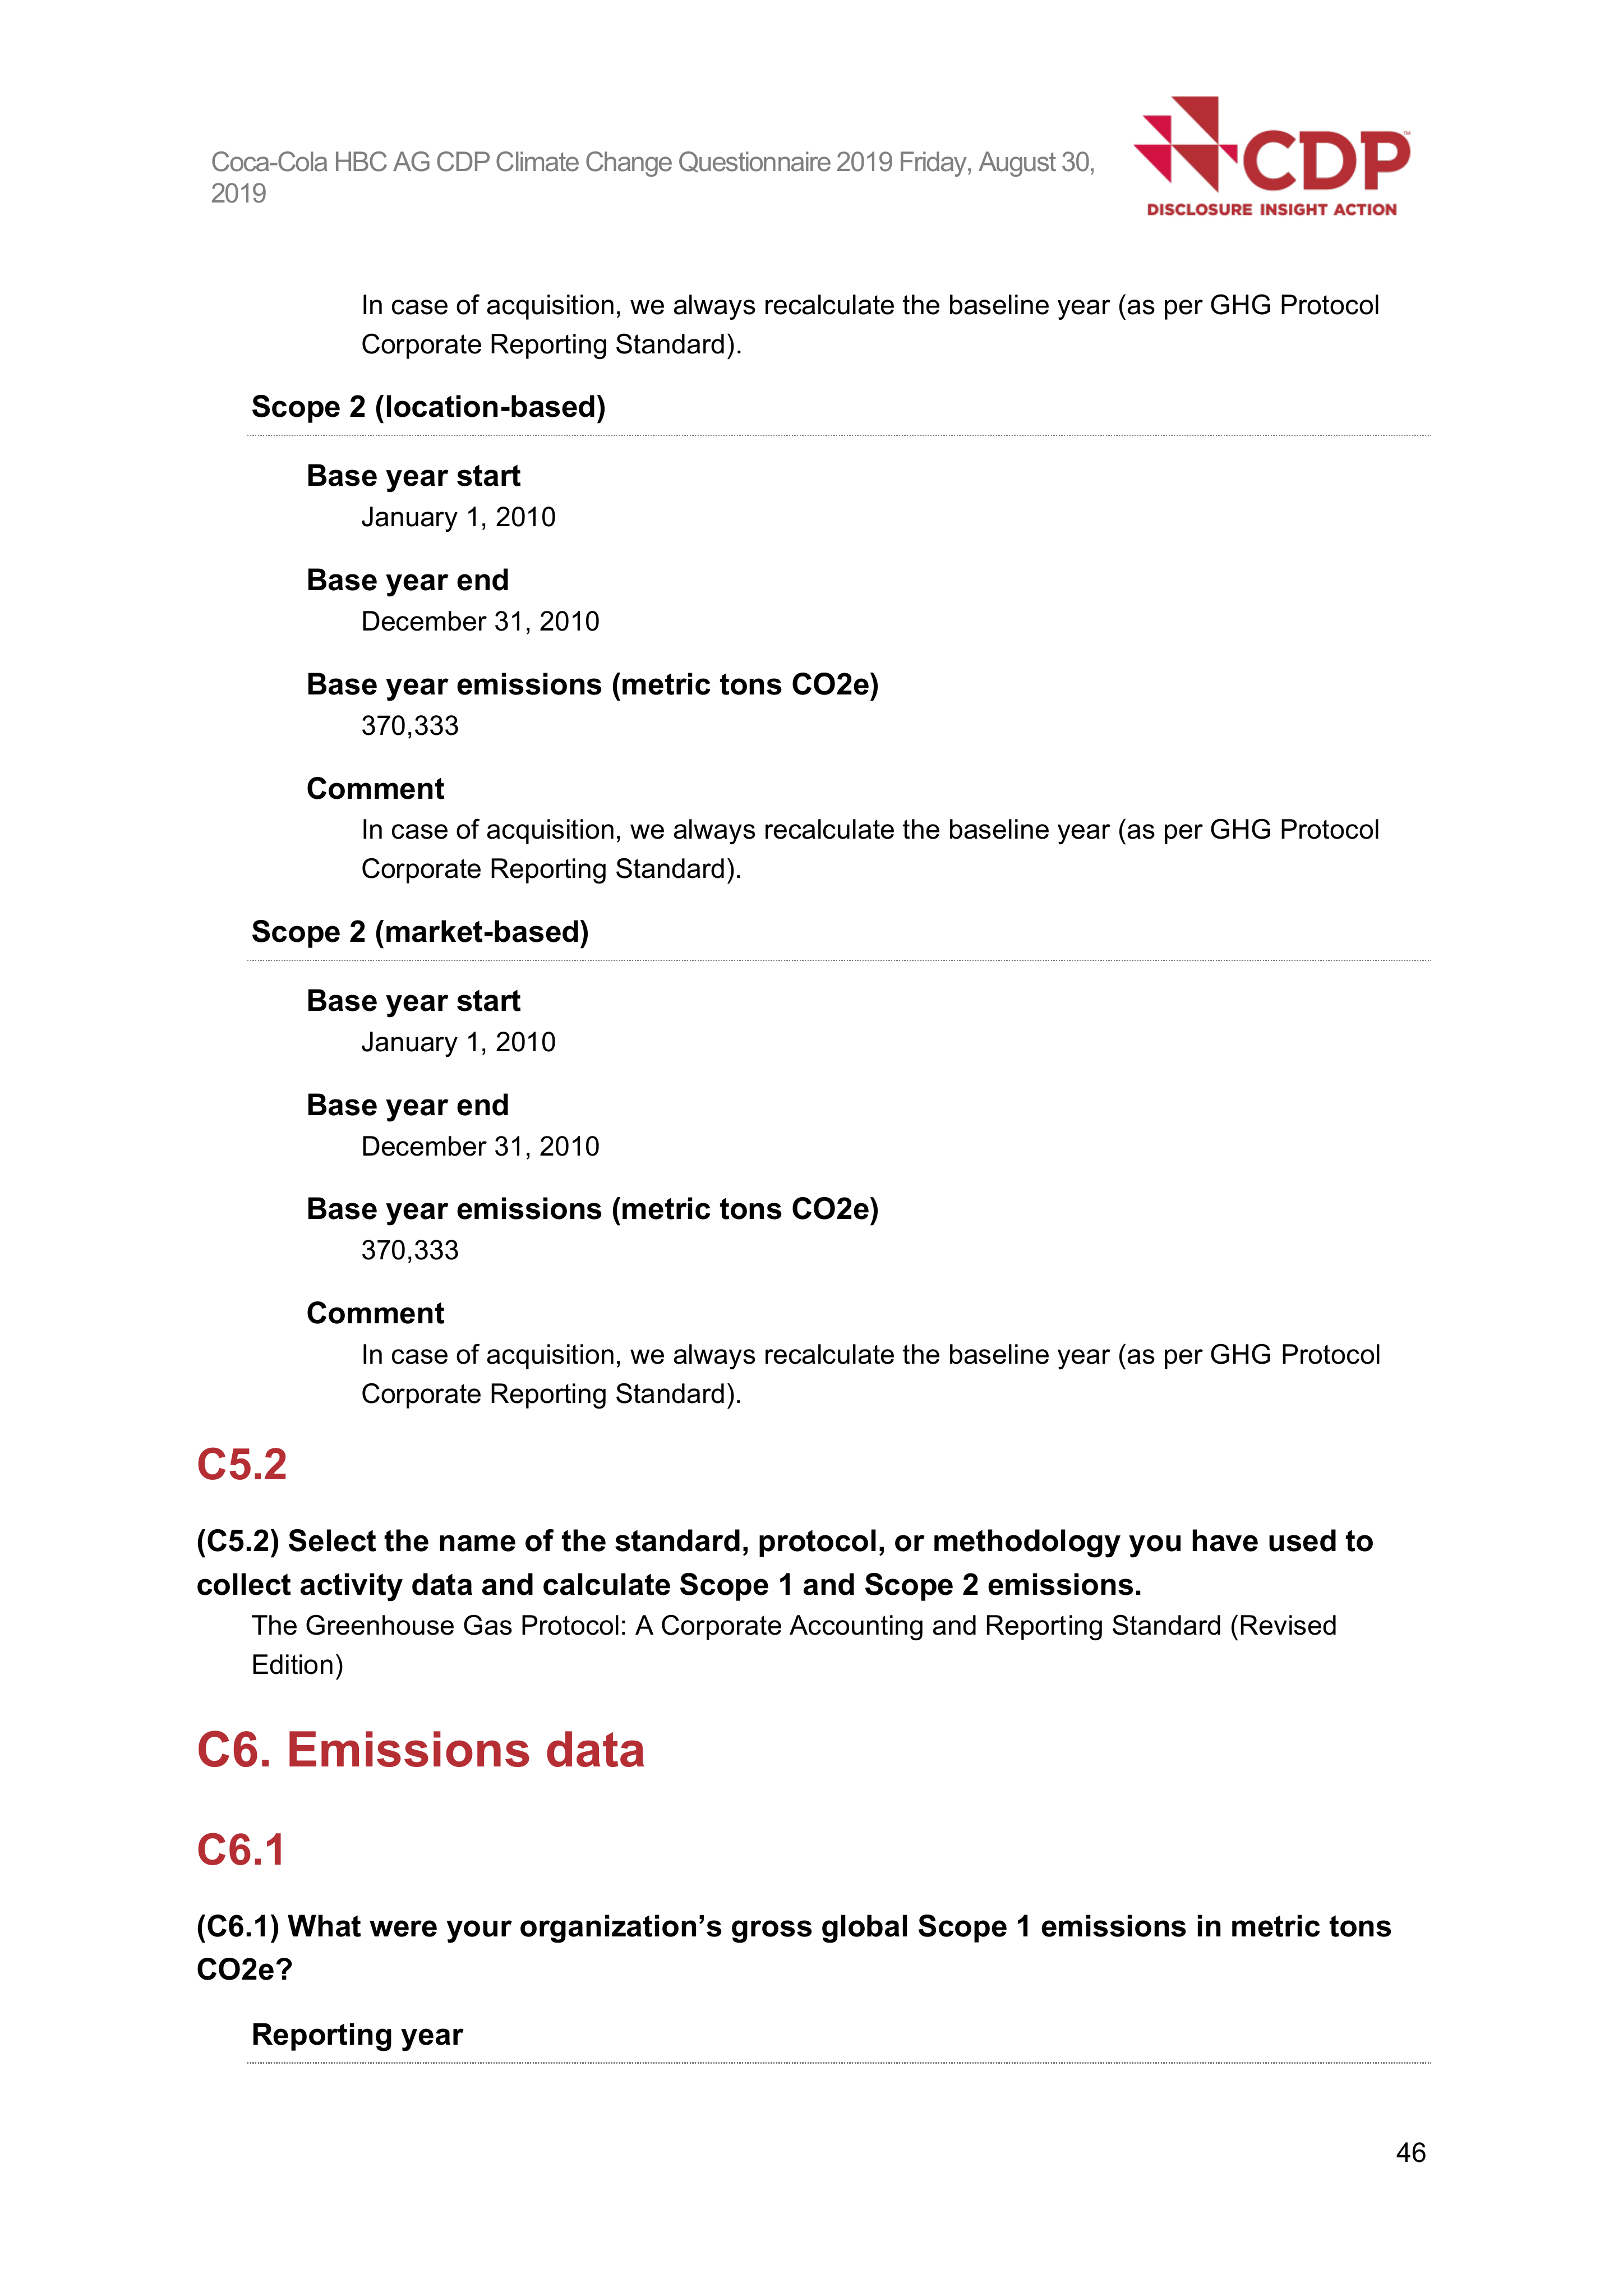 Coca-Cola HBC AG CDP Climate Change Questionnaire 2019 Friday, August 30,
2019
CDP™
DISCLOSURE INSIGHT ACTION
In case of acquisition, we always recalculate the baseline year (as per GHG Protocol
Corporate Reporting Standard).
Scope 2 (location-based)
Base year start
January 1, 2010
Base year end
December 31, 2010
Base year emissions (metric tons CO2e)
370,333
Comment
In case of acquisition, we always recalculate the baseline year (as per GHG Protocol
Corporate Reporting Standard).
Scope 2 (market-based)
Base year start
January 1, 2010
Base year end
December 31, 2010
Base year emissions (metric tons CO2e)
370,333
Comment
In case of acquisition, we always recalculate the baseline year (as per GHG Protocol
Corporate Reporting Standard).
C5.2
(C5.2) Select the name of the standard, protocol, or methodology you have used to
collect activity data and calculate Scope 1 and Scope 2 emissions.
The Greenhouse Gas Protocol: A Corporate Accounting and Reporting Standard (Revised
Edition)
C6. Emissions data
C6.1
(C6.1) What were your organization’s gross global Scope 1 emissions in metric tons
CO2e?
Reporting year
46